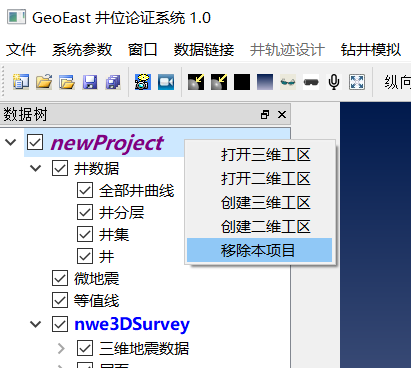 GeoEast 井位论证系统 1.0
文件 系统参数 窗口 数据链接 井轨迹设计 钻井模拟
纵向
数据树
newProject
井数据
全部井曲线
井分层
井集
井
微地震
等值线
nwe3DSurvey
三维地震数据
打开三维工区
打开二维工区
创建三维工区
创建二维工区
移除本项目